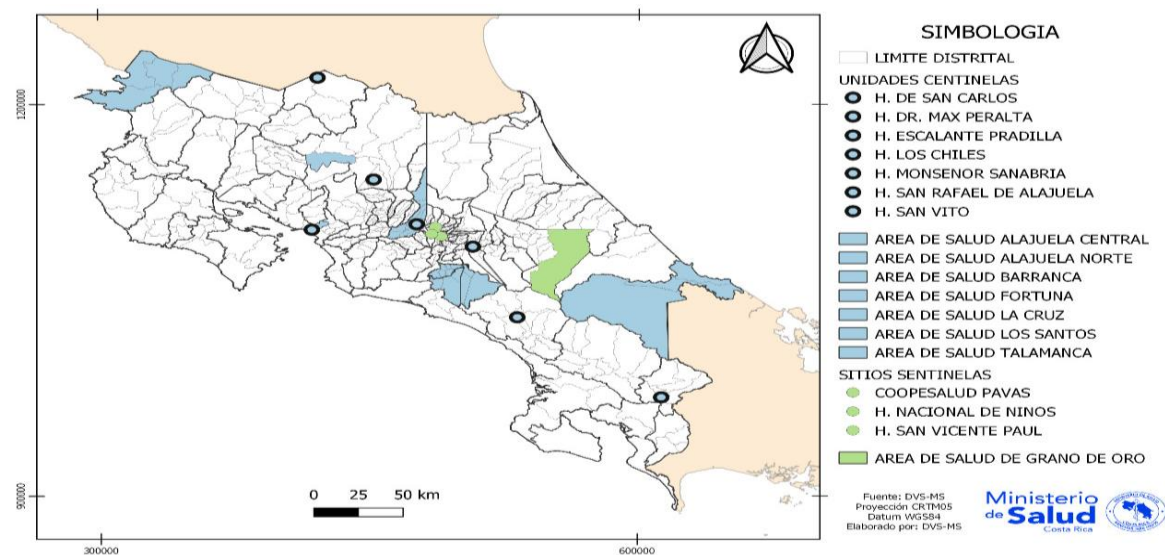 SIMBOLOGIA
LIMITE DISTRITAL
UNIDADES CENTINELAS
H. DE SAN CARLOS
H. DR. MAX PERALTA
H. ESCALANTE PRADILLA
H. LOS CHILES
H. MONSENOR SANABRIA
H. SAN RAFAEL DE ALAJUELA
H. SAN VITO
AREA DE SALUD ALAJUELA CENTRAL
AREA DE SALUD ALAJUELA NORTE
AREA DE SALUD BARRANCA
AREA DE SALUD FORTUNA
AREA DE SALUD LA CRUZ
AREA DE SALUD LOS SANTOS
AREA DE SALUD TALAMANCA
SITIOS SENTINELAS
COOPESALUD PAVAS
H. NACIONAL DE NINOS
H. SAN VICENTE PAUL
AREA DE SALUD DE GRANO DE ORO
Fuente: DVS-MS
Proyección CRTM05
Datum WGS84
Elaborado por: DVS-MS
Ministerio
de Salud
Costa Rica
1200000
900000
0 25 50 km
300000
600000